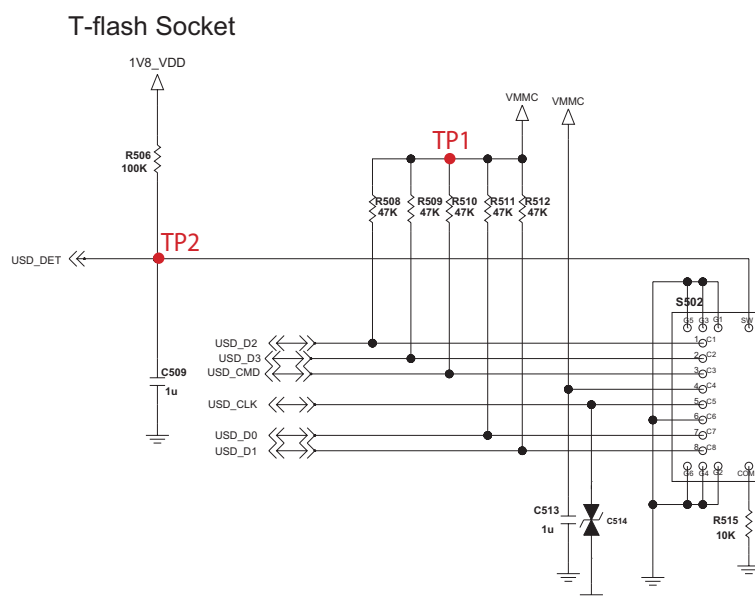 T-flash Socket
1V8_VDD
VMMC
VMMC
TP1
R506
100K
R508
47K
R509
47K
R510
47K
R511
47K
R512
47K
TP2
USD_DET
S502
G5
G3
G1
SW
USD_D2
1
C1
USD_D3
2
C2
USD_CMD
3
C3
4
C4
USD_CLK
5
C5
6
C6
USD_D0
7
C7
USD_D1
8
C8
C509
1u
G6
G4
G2
COM
C513
1u
C514
R515
10K